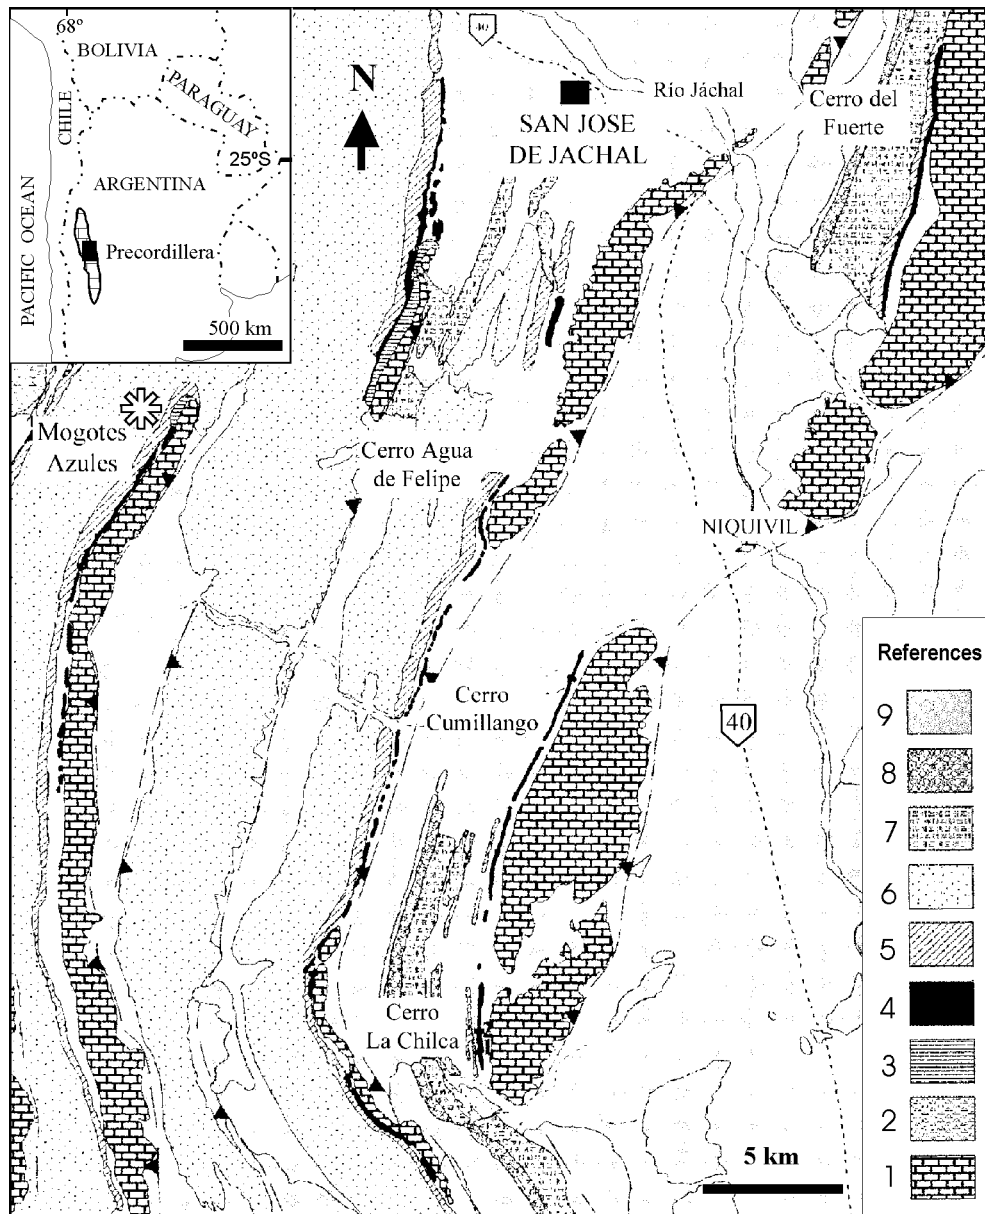 68°
BOLIVIA
PARAGUAY
CHILE
25°S
ARGENTINA
PACIFIC OCEAN
Precordillera
500 km
N
40
SAN JOSE
DE JACHAL
Río Jáchal
Cerro del
Fuerte
Mogotes
Azules
Cerro Agua
de Felipe
NIQUIVIL
Cerro
Cumillango
40
Cerro
La Chilca
5 km
References
9
8
7
6
5
4
3
2
1